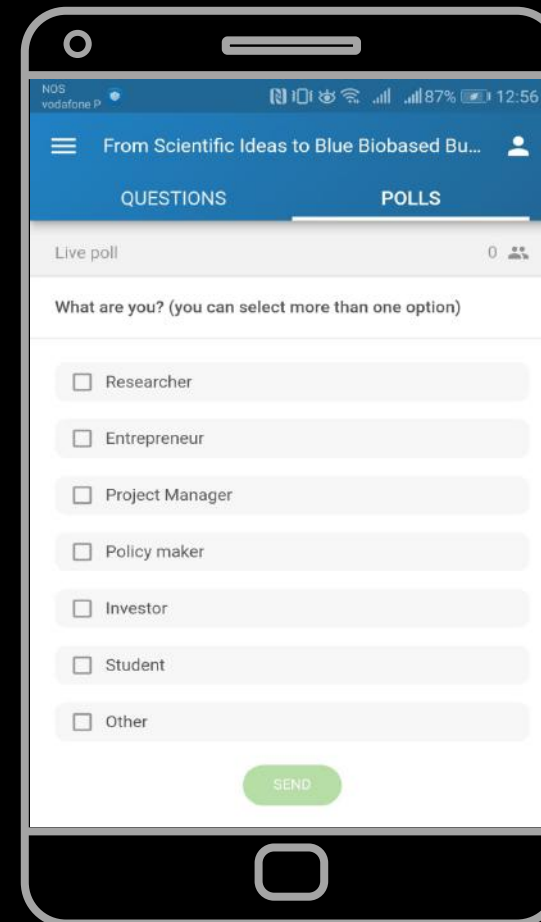 NOS
vodafone P
87% 12:56
From Scientific Ideas to Blue Biobased Bu...
QUESTIONS POLLS
Live poll 0
What are you? (you can select more than one option)
Researcher
Entrepreneur
Project Manager
Policy maker
Investor
Student
Other
SEND